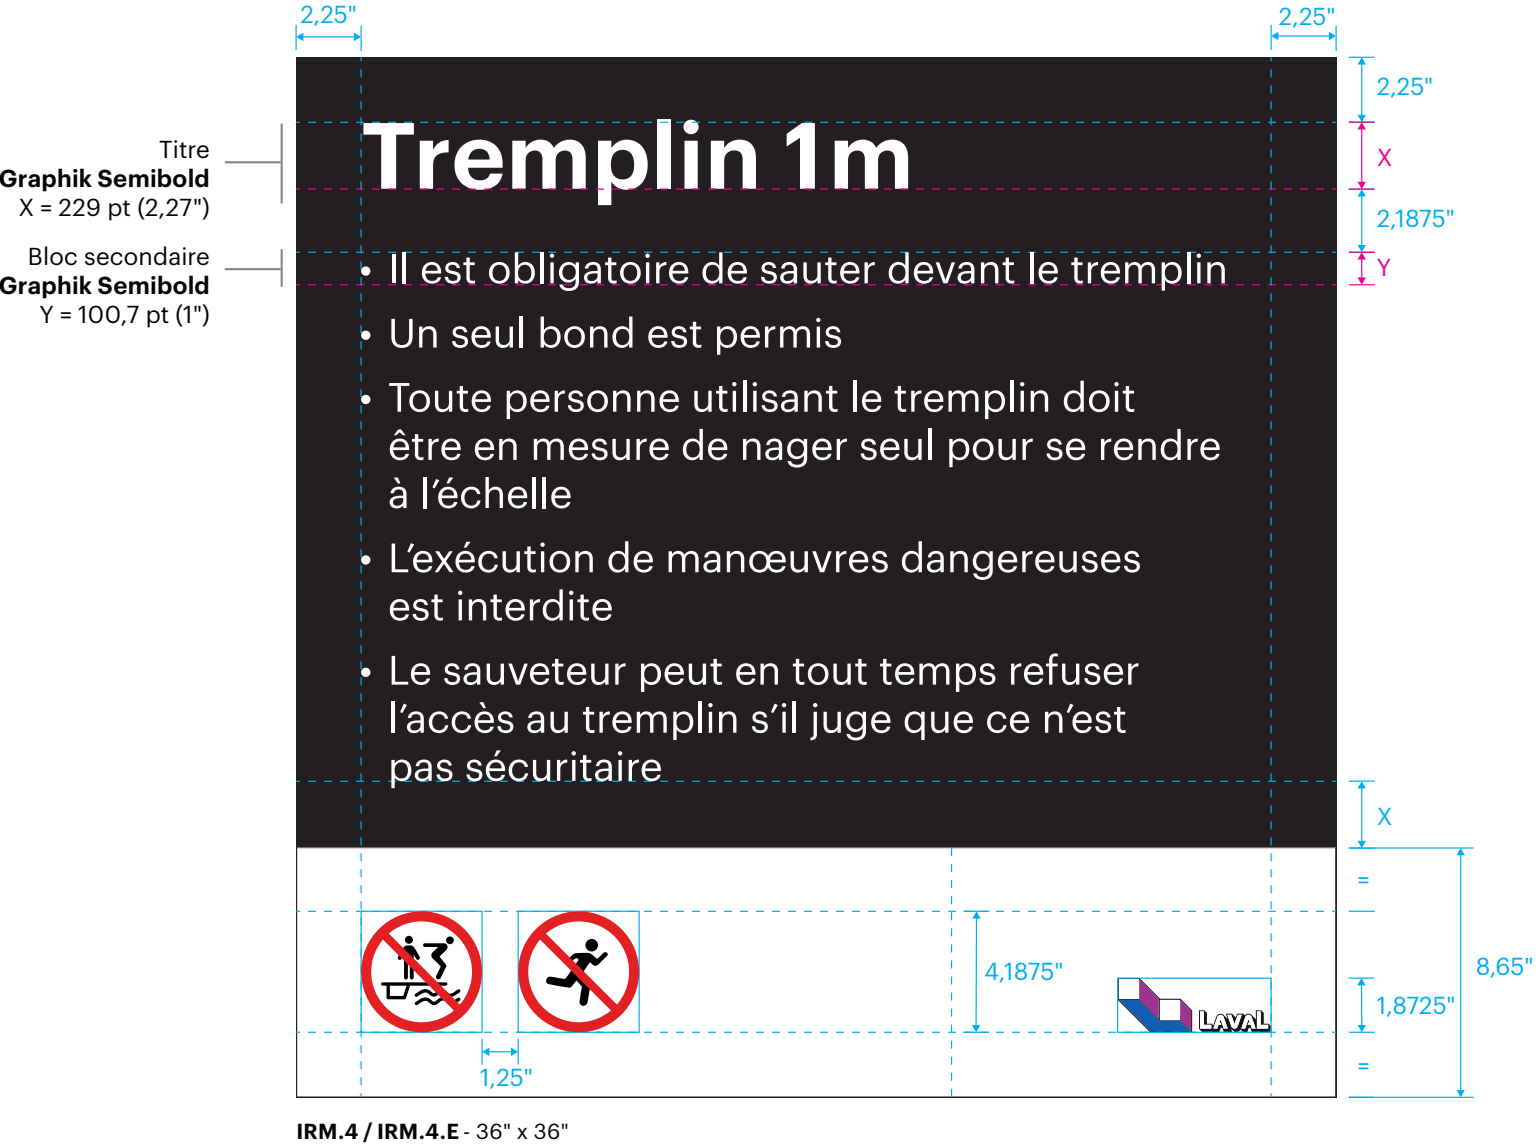 2,25"
2,25"
2,25"
Titre
Graphik Semibold
X = 229 pt (2,27")
Tremplin 1m
X
2,1875"
Bloc secondaire
Graphik Semibold
Y = 100,7 pt (1")
• Il est obligatoire de sauter devant le tremplin
Y
• Un seul bond est permis
• Toute personne utilisant le tremplin doit
être en mesure de nager seul pour se rendre
à l’échelle
• L’exécution de manœuvres dangereuses
est interdite
• Le sauveteur peut en tout temps refuser
l’accès au tremplin s’il juge que ce n’est
pas sécuritaire
X
=
4,1875"
8,65"
1,8725"
LAVAL
=
1,25"
IRM.4 / IRM.4.E - 36" x 36"